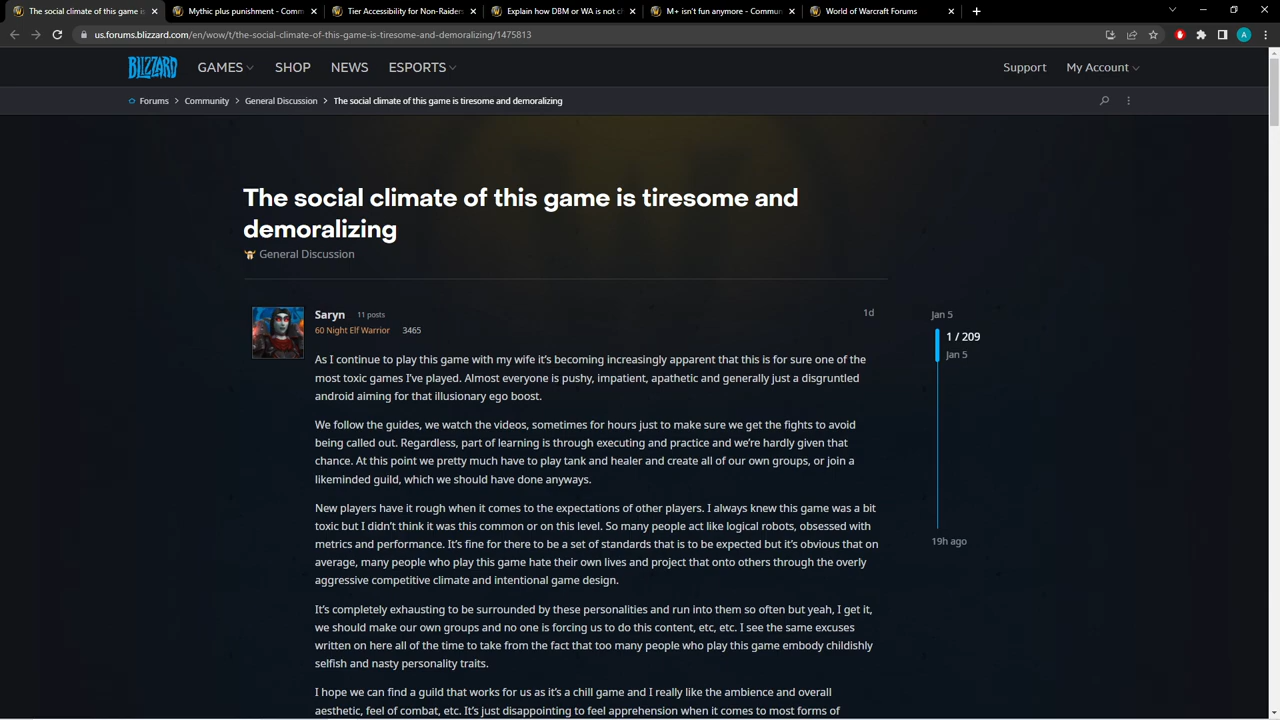 The social climate of this game is
Mythic plus punishment - Comm
Tier Accessibility for Non-Raiders
Explain how DBM or WA is not ch
M+ isn't fun anymore - Commun
World of Warcraft Forums
us.forums.blizzard.com/en/wow/t/the-social-climate-of-this-game-is-tiresome-and-demoralizing/1475813
A
BLIZZARD
GAMES
SHOP
NEWS
ESPORTS
Support
My Account
Forums > Community > General Discussion > The social climate of this game is tiresome and demoralizing
The social climate of this game is tiresome and
demoralizing
General Discussion
Saryn 11 posts
1d
60 Night Elf Warrior 3465
As I continue to play this game with my wife it's becoming increasingly apparent that this is for sure one of the
most toxic games I've played. Almost everyone is pushy, impatient, apathetic and generally just a disgruntled
android aiming for that illusionary ego boost.
We follow the guides, we watch the videos, sometimes for hours just to make sure we get the fights to avoid
being called out. Regardless, part of learning is through executing and practice and we're hardly given that
chance. At this point we pretty much have to play tank and healer and create all of our own groups, or join a
likeminded guild, which we should have done anyways.
New players have it rough when it comes to the expectations of other players. I always knew this game was a bit
toxic but I didn't think it was this common or on this level. So many people act like logical robots, obsessed with
metrics and performance. It's fine for there to be a set of standards that is to be expected but it's obvious that on
average, many people who play this game hate their own lives and project that onto others through the overly
aggressive competitive climate and intentional game design.
It's completely exhausting to be surrounded by these personalities and run into them so often but yeah, I get it,
we should make our own groups and no one is forcing us to do this content, etc, etc. I see the same excuses
written on here all of the time to take from the fact that too many people who play this game embody childishly
selfish and nasty personality traits.
I hope we can find a guild that works for us as it's a chill game and I really like the ambience and overall
aesthetic, feel of combat, etc. It's just disappointing to feel apprehension when it comes to most forms of
Jan 5
1 / 209
Jan 5
19h ago